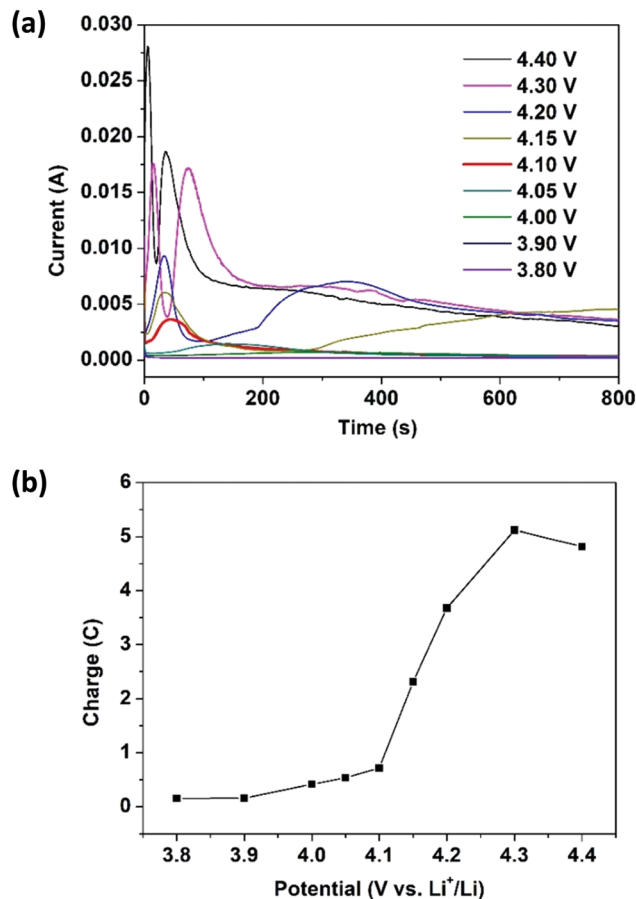 (a)
0.030
0.025
0.020
0.015
0.010
0.005
0.000
Current (A)
4.40 V
4.30 V
4.20 V
4.15 V
4.10 V
4.05 V
4.00 V
3.90 V
3.80 V
0 200 400 600 800
Time (s)
(b)
6
5
4
3
2
1
0
Charge (C)
3.8 3.9 4.0 4.1 4.2 4.3 4.4
Potential (V vs. Li⁺/Li)